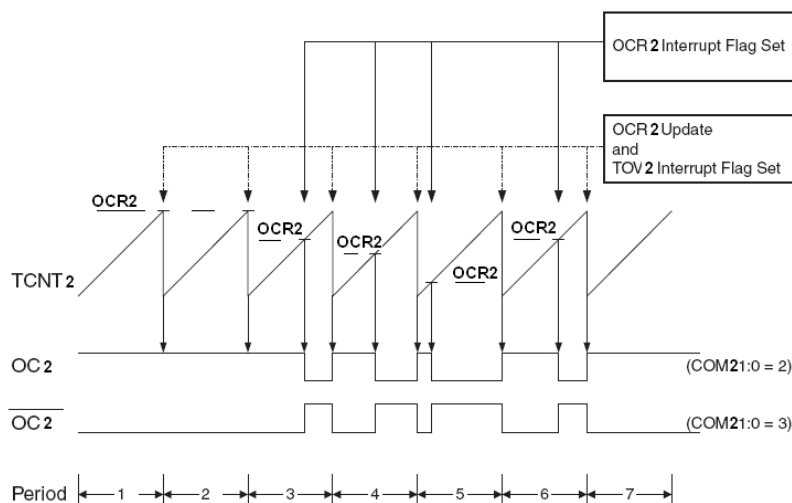 OCR2 Interrupt Flag Set
OCR2 Update
and
TOV2 Interrupt Flag Set
OCR2
OCR2
OCR2
OCR2
OCR2
TCNT2
OC2
(COM21:0 = 2)
OC2
(COM21:0 = 3)
Period
1
2
3
4
5
6
7